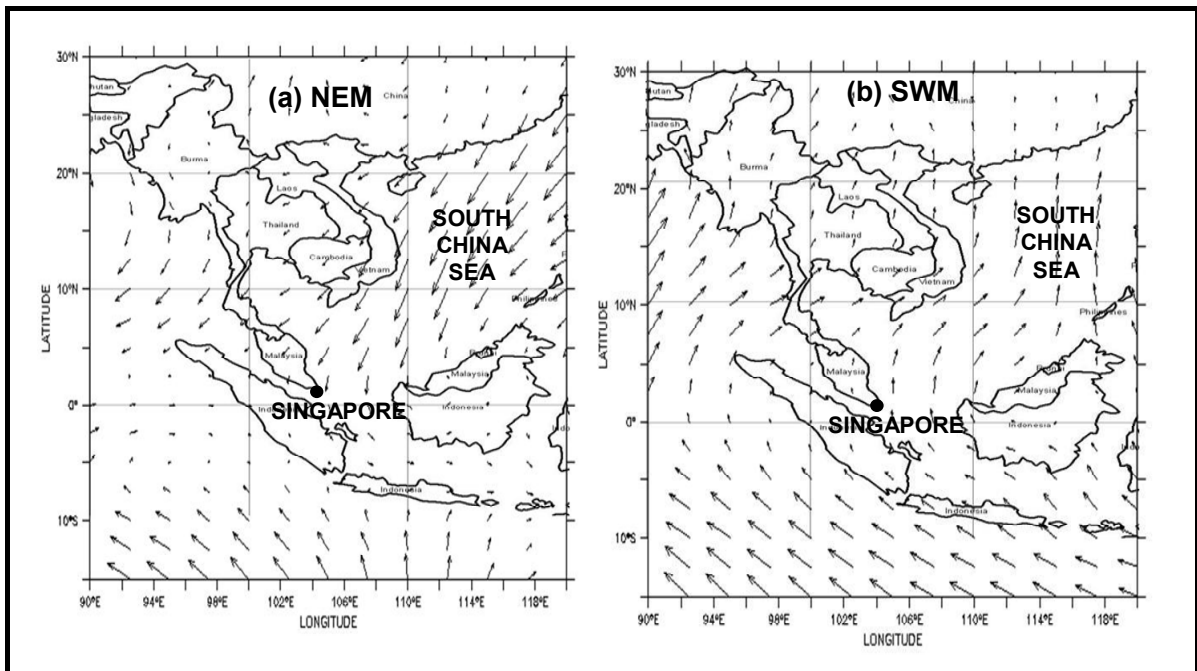 30°N
20°N
10°N
0°
10°S
LATITUDE
90°E
94°E
98°E
102°E
106°E
110°E
114°E
118°E
LONGITUDE
(a) NEM
China
Burma
Laos
Thailand
Cambodia
Vietnam
SOUTH
CHINA
SEA
Philippines
Malaysia
Malaysia
Indonesia
SINGAPORE
Indonesia
30°N
20°N
10°N
0°
10°S
LATITUDE
90°E
94°E
98°E
102°E
106°E
110°E
114°E
118°E
LONGITUDE
(b) SWM
China
Burma
Laos
Thailand
Cambodia
Vietnam
SOUTH
CHINA
SEA
Philippines
Malaysia
Malaysia
Indonesia
SINGAPORE
Indonesia